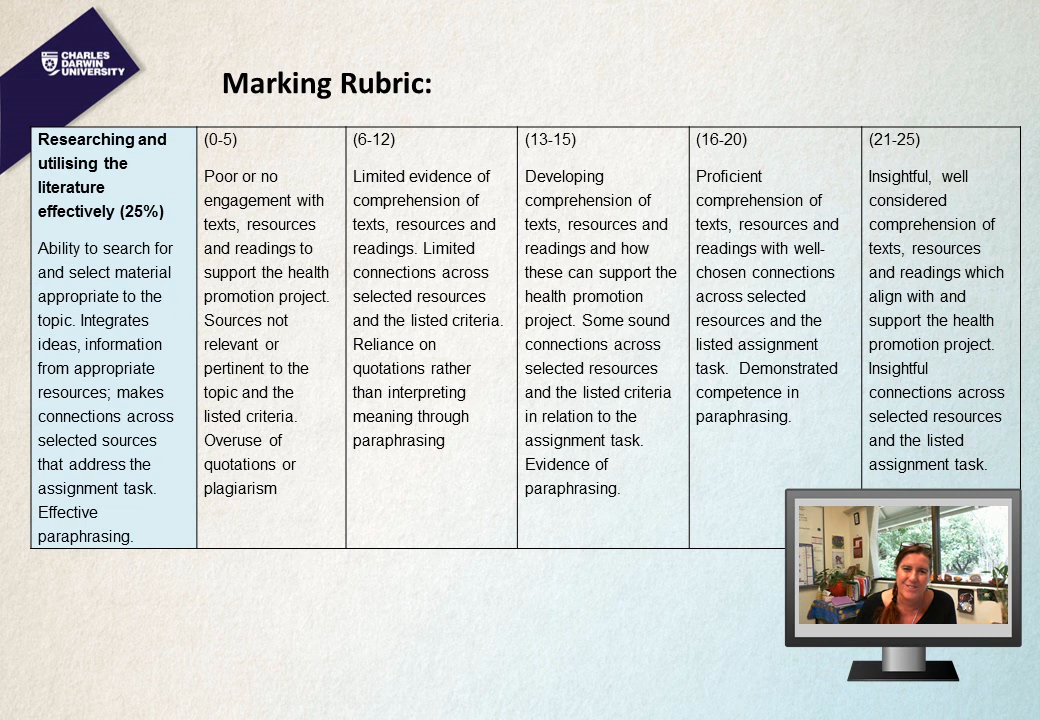 CHARLES
DARWIN
UNIVERSITY
Marking Rubric:
Researching and
utilising the
literature
effectively (25%)
Ability to search for
and select material
appropriate to the
topic. Integrates
ideas, information
from appropriate
resources; makes
connections across
selected sources
that address the
assignment task.
Effective
paraphrasing.
(0-5)
Poor or no
engagement with
texts, resources
and readings to
support the health
promotion project.
Sources not
relevant or
pertinent to the
topic and the
listed criteria.
Overuse of
quotations or
plagiarism
(6-12)
Limited evidence of
comprehension of
texts, resources and
readings. Limited
connections across
selected resources
and the listed criteria.
Reliance on
quotations rather
than interpreting
meaning through
paraphrasing
(13-15)
Developing
comprehension of
texts, resources and
readings and how
these can support the
health promotion
project. Some sound
connections across
selected resources
and the listed criteria
in relation to the
assignment task.
Evidence of
paraphrasing.
(16-20)
Proficient
comprehension of
texts, resources and
readings with well-
chosen connections
across selected
resources and the
listed assignment
task. Demonstrated
competence in
paraphrasing.
(21-25)
Insightful, well
considered
comprehension of
texts, resources
and readings which
align with and
support the health
promotion project.
Insightful
connections across
selected resources
and the listed
assignment task.